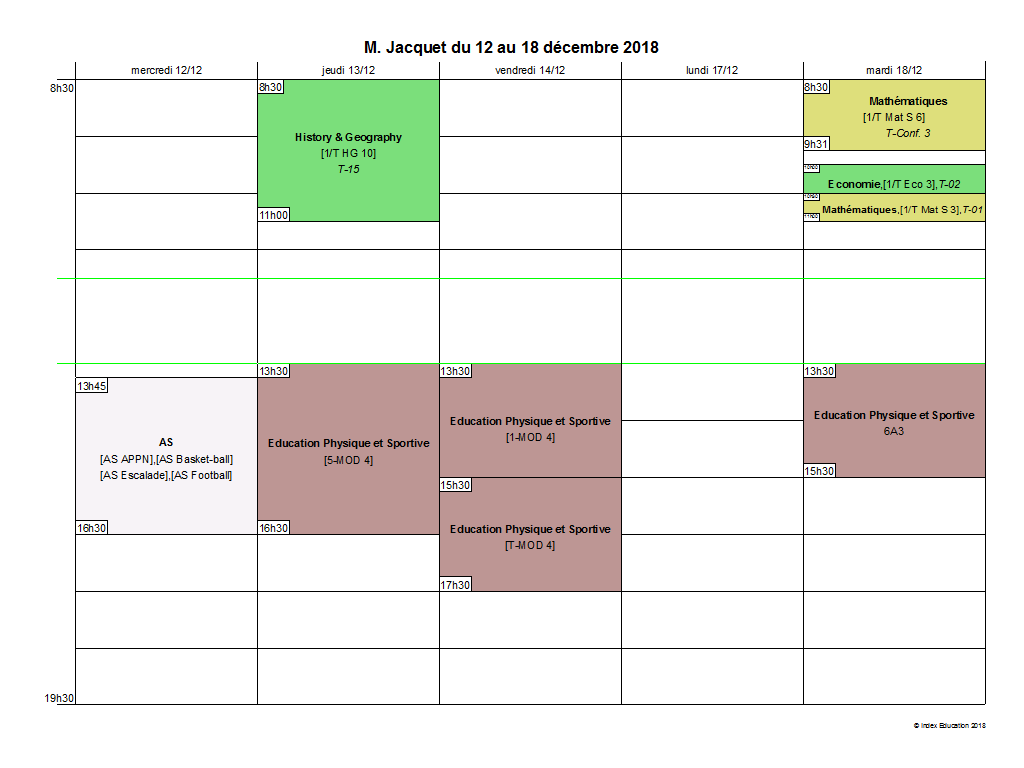 M. Jacquet du 12 au 18 décembre 2018
mercredi 12/12
jeudi 13/12
vendredi 14/12
lundi 17/12
mardi 18/12
8h30
19h30
13h45
AS
[AS APPN],[AS Basket-ball]
[AS Escalade],[AS Football]
16h30
8h30
History & Geography
[1/T HG 10]
T-15
11h00
13h30
Education Physique et Sportive
[5-MOD 4]
16h30
13h30
Education Physique et Sportive
[1-MOD 4]
15h30
Education Physique et Sportive
[T-MOD 4]
17h30
8h30
Mathématiques
[1/T Mat S 6]
T-Conf. 3
9h31
Economie,[1/T Eco 3],T-02
Mathématiques,[1/T Mat S 3],T-01
11h00
13h30
Education Physique et Sportive
6A3
15h30
© Index Education 2018